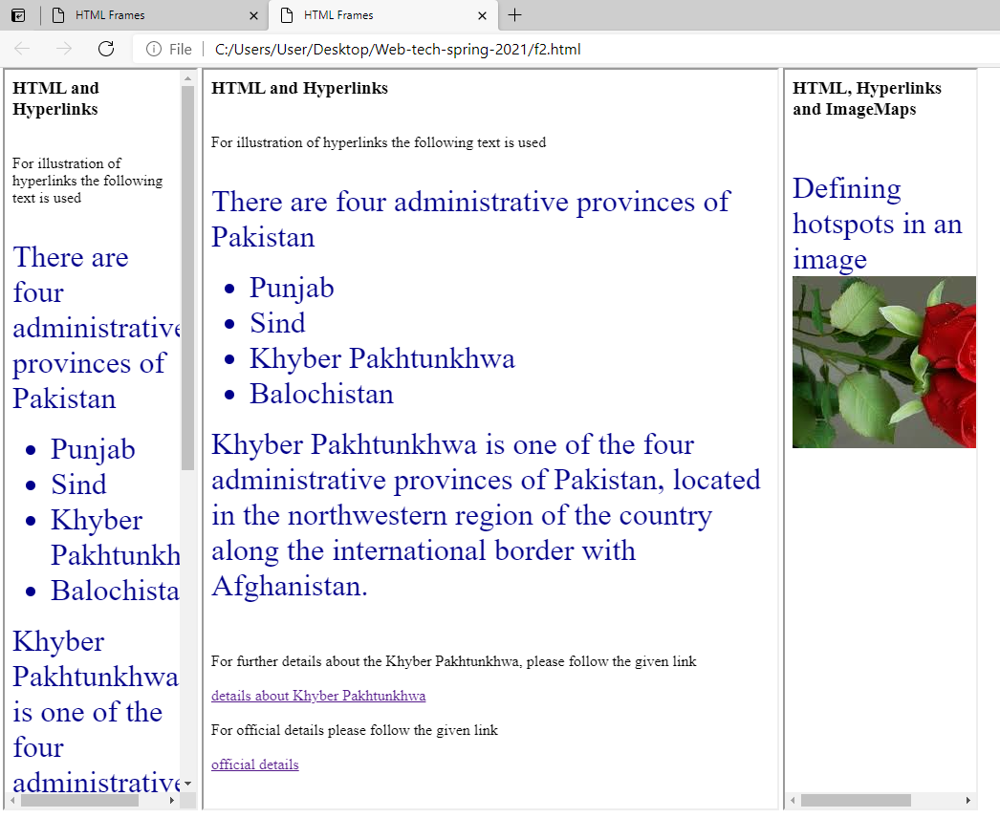 HTML Frames
HTML Frames
File
C:/Users/User/Desktop/Web-tech-spring-2021/f2.html
HTML and
Hyperlinks
For illustration of
hyperlinks the following
text is used
There are
four
administrative
provinces of
Pakistan
Punjab
Sind
Khyber
Pakhtunkh
Balochista
Khyber
Pakhtunkhwa
is one of the
four
administrative
HTML and Hyperlinks
For illustration of hyperlinks the following text is used
There are four administrative provinces of
Pakistan
Punjab
Sind
Khyber Pakhtunkhwa
Balochistan
Khyber Pakhtunkhwa is one of the four
administrative provinces of Pakistan, located
in the northwestern region of the country
along the international border with
Afghanistan.
For further details about the Khyber Pakhtunkhwa, please follow the given link
details about Khyber Pakhtunkhwa
For official details please follow the given link
official details
HTML, Hyperlinks
and ImageMaps
Defining
hotspots in an
image